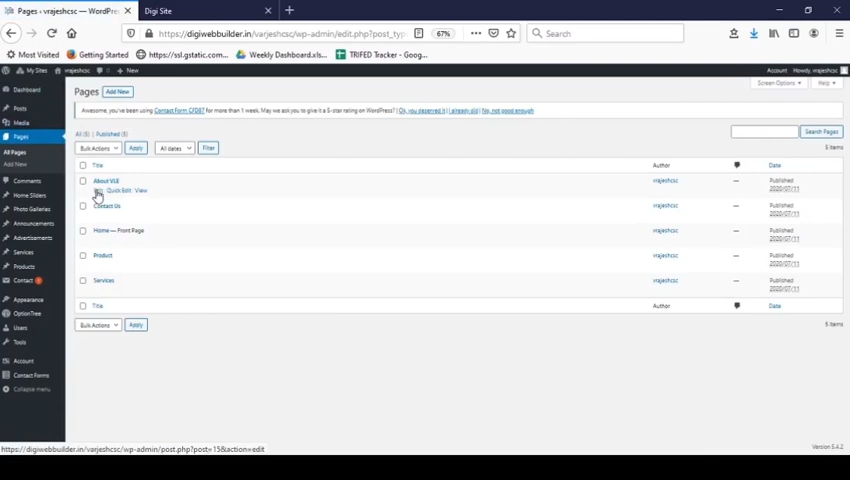 Pages ‹ vrajeshcsc — WordPre
Digi Site
https://digiwebbuilder.in/varjeshcsc/wp-admin/edit.php?post_typ
67%
Search
Most Visited
Getting Started
https://ssl.gstatic.com...
Weekly Dashboard.xls...
TRIFED Tracker - Goog...
My Sites
vrajeshcsc
New
Account
Howdy, vrajeshcsc
Dashboard
Posts
Media
Pages
All Pages
Add New
Comments
Home Sliders
Photo Galleries
Announcements
Advertisements
Services
Products
Contact
Appearance
OptionTree
Users
Tools
Account
Contact Forms
Collapse menu
Pages Add New
Screen Options
Help
Awesome, you've been using Contact Form CFDB7 for more than 1 week. May we ask you to give it a 5-star rating on WordPress? | Ok, you deserved it | I already did | No, not good enough
All (5) | Published (5)
Search Pages
Bulk Actions
Apply
All dates
Filter
5 items
Title
Author
Date
About VLE
Quick Edit
View
vrajeshcsc
—
Published
2020/07/11
Contact Us
vrajeshcsc
—
Published
2020/07/11
Home — Front Page
vrajeshcsc
—
Published
2020/07/11
Product
vrajeshcsc
—
Published
2020/07/11
Services
vrajeshcsc
—
Published
2020/07/11
Title
Author
Date
Bulk Actions
Apply
5 items
https://digiwebbuilder.in/varjeshcsc/wp-admin/post.php?post=15&action=edit
Version 5.4.2